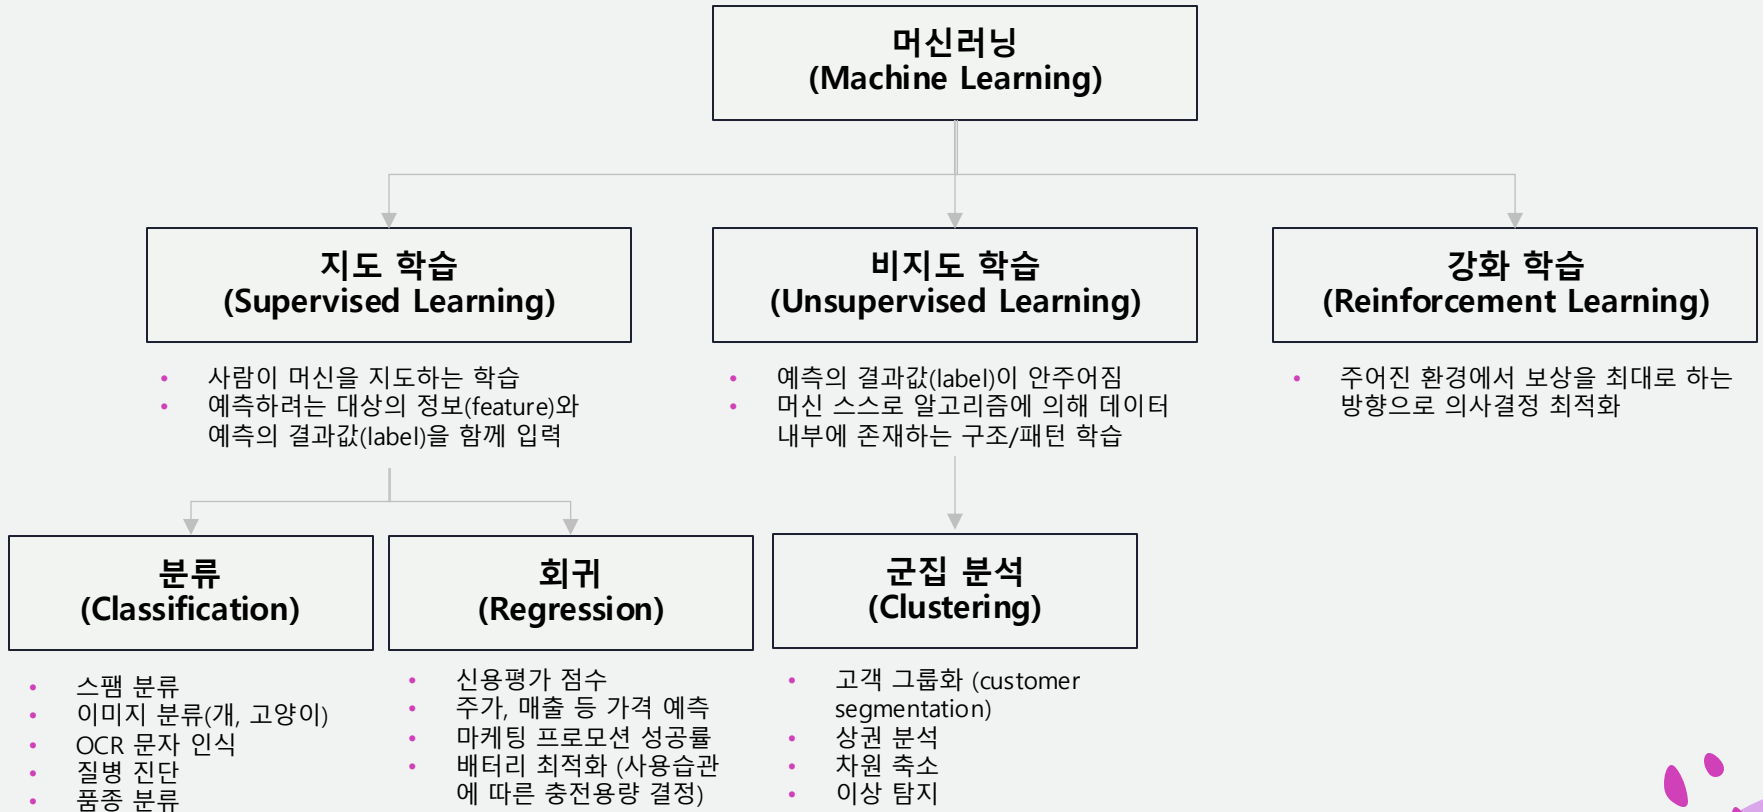 머신러닝
(Machine Learning)
지도 학습
(Supervised Learning)
비지도 학습
(Unsupervised Learning)
강화 학습
(Reinforcement Learning)
• 사람이 머신을 지도하는 학습
• 예측하려는 대상의 정보(feature)와
예측의 결과값(label)을 함께 입력
• 예측의 결과값(label)이 안주어짐
• 머신 스스로 알고리즘에 의해 데이터
내부에 존재하는 구조/패턴 학습
• 주어진 환경에서 보상을 최대로 하는
방향으로 의사결정 최적화
분류
(Classification)
회귀
(Regression)
군집 분석
(Clustering)
• 스팸 분류
• 이미지 분류(개, 고양이)
• OCR 문자 인식
• 질병 진단
• 품종 분류
• 신용평가 점수
• 주가, 매출 등 가격 예측
• 마케팅 프로모션 성공률
• 배터리 최적화 (사용습관
에 따른 충전용량 결정)
• 고객 그룹화 (customer
segmentation)
• 상권 분석
• 차원 축소
• 이상 탐지